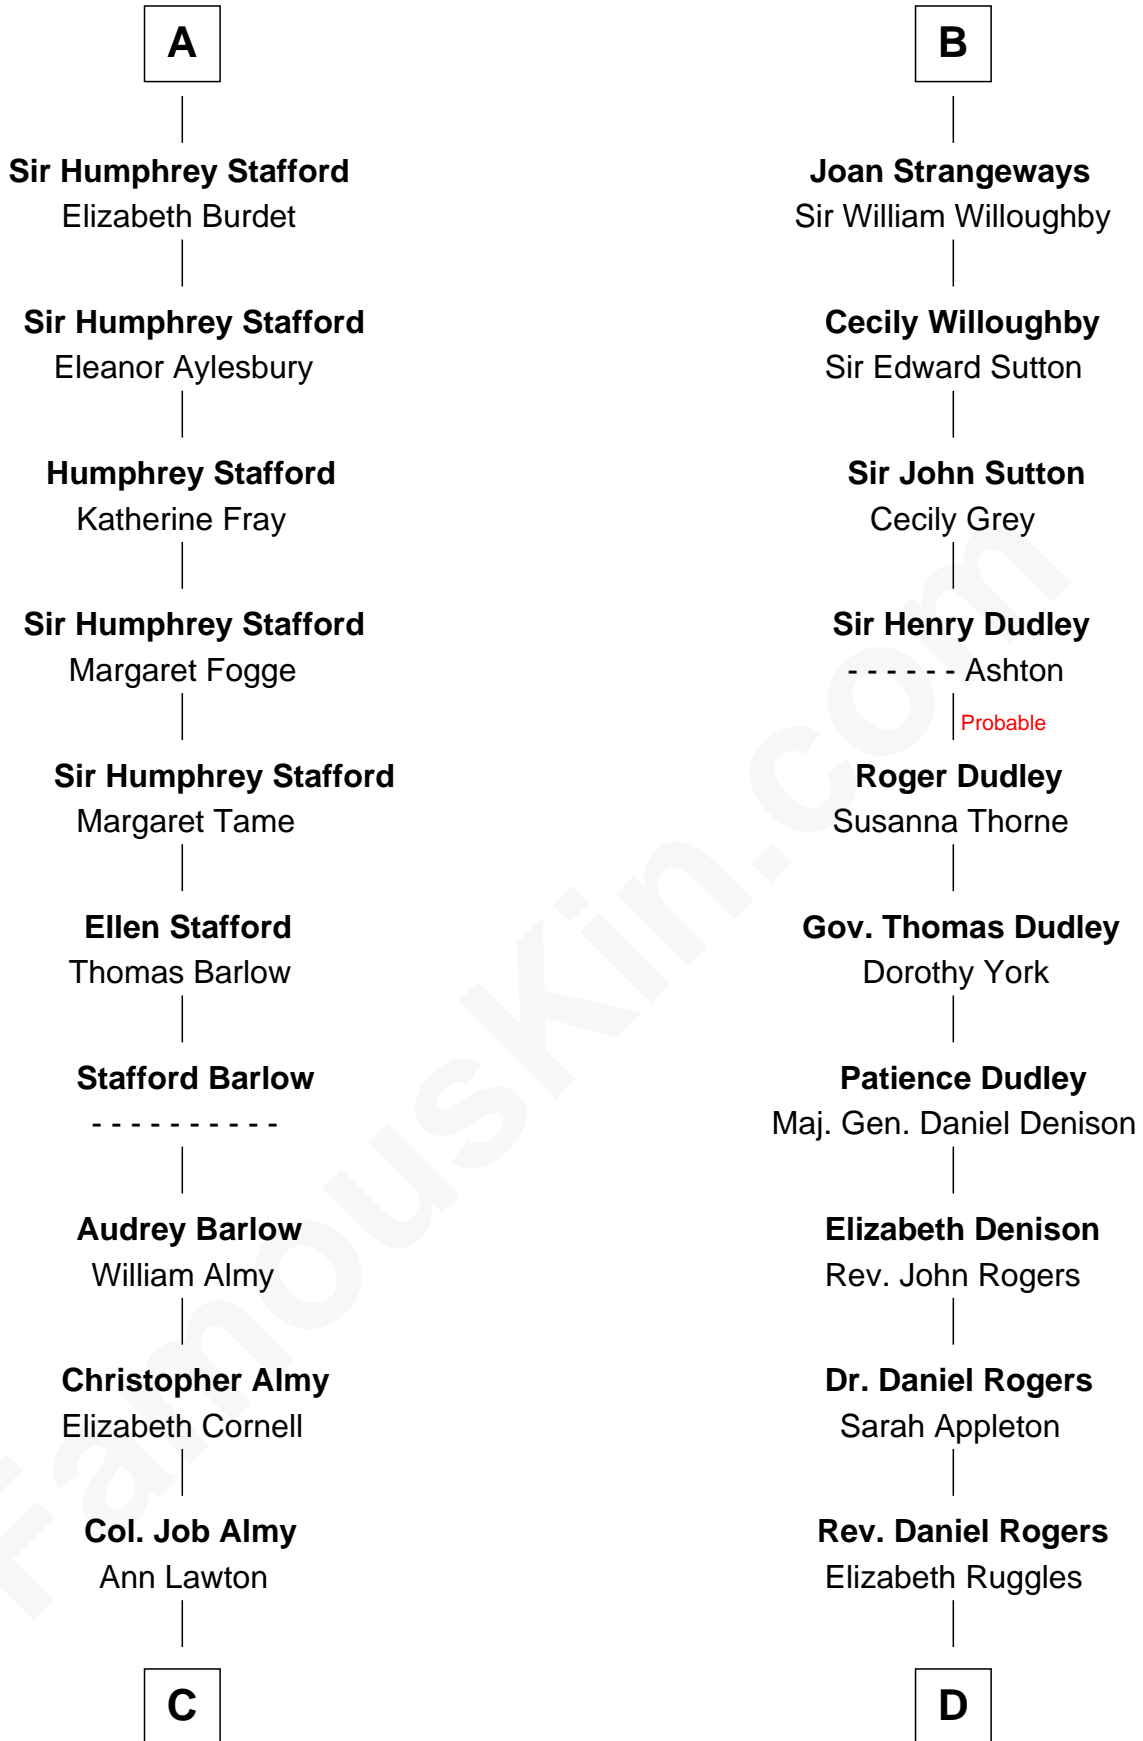 A
Sir Humphrey Stafford
Elizabeth Burdet
Sir Humphrey Stafford
Eleanor Aylesbury
Humphrey Stafford
Katherine Fray
Sir Humphrey Stafford
Margaret Fogge
Sir Humphrey Stafford
Margaret Tame
Ellen Stafford
Thomas Barlow
Stafford Barlow
- - - - - - - - - -
Audrey Barlow
William Almy
Christopher Almy
Elizabeth Cornell
Col. Job Almy
Ann Lawton
C
B
Joan Strangeways
Sir William Willoughby
Cecily Willoughby
Sir Edward Sutton
Sir John Sutton
Cecily Grey
Sir Henry Dudley
- - - - - - Ashton
Probable
Roger Dudley
Susanna Thorne
Gov. Thomas Dudley
Dorothy York
Patience Dudley
Maj. Gen. Daniel Denison
Elizabeth Denison
Rev. John Rogers
Dr. Daniel Rogers
Sarah Appleton
Rev. Daniel Rogers
Elizabeth Ruggles
D
FamousKin.com